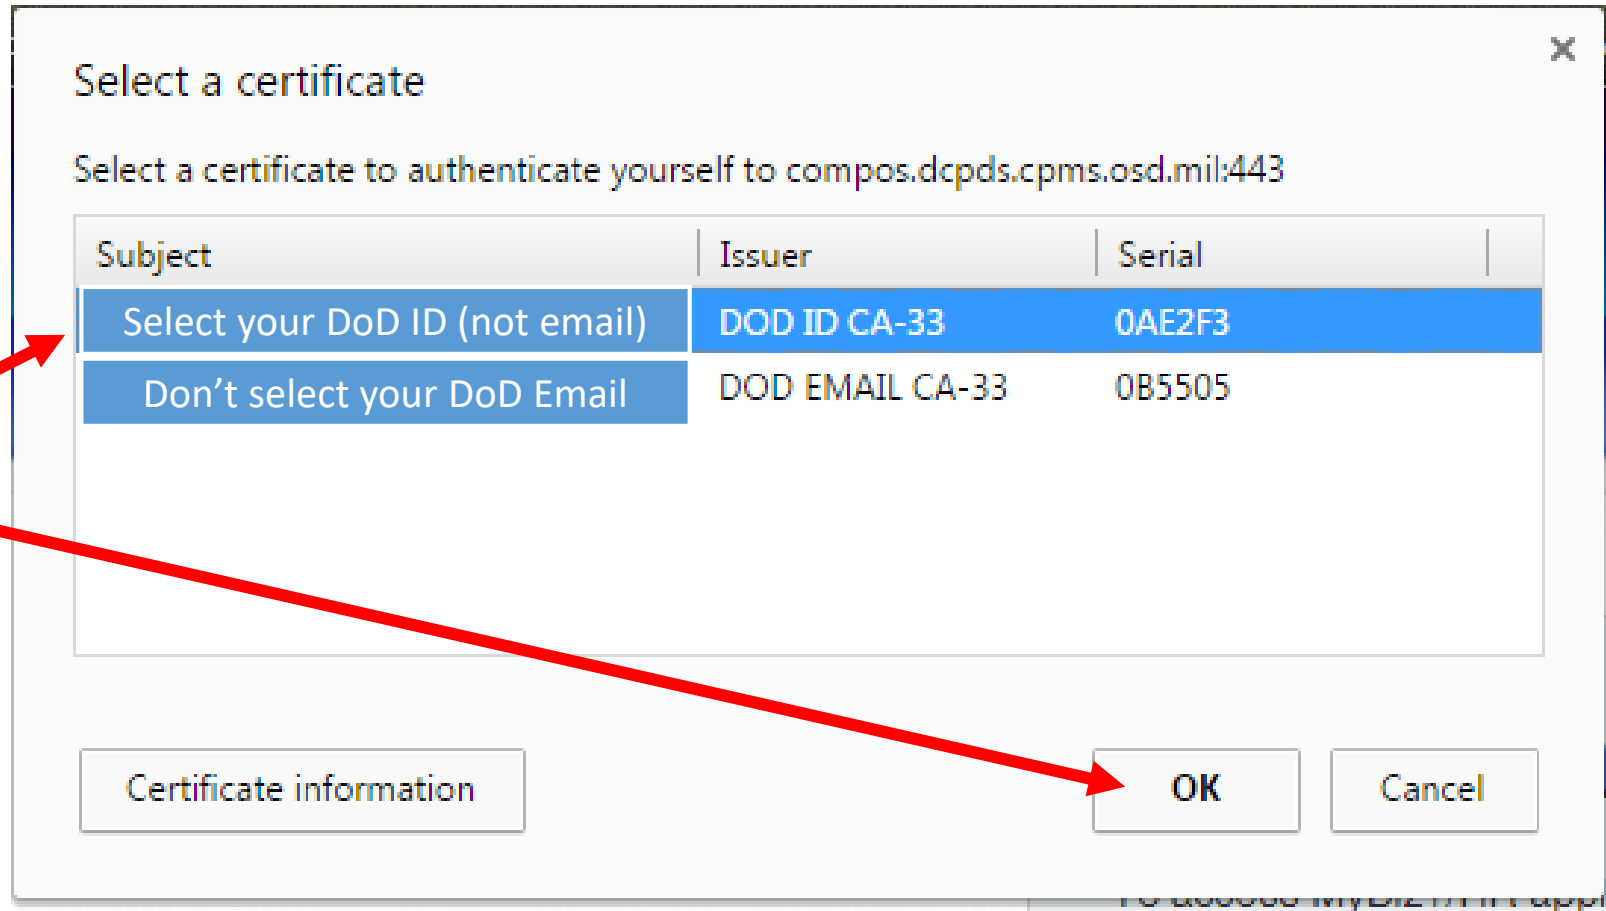 Select a certificate
Select a certificate to authenticate yourself to compos.dcpds.cpms.osd.mil:443
Subject Issuer Serial
Select your DoD ID (not email) DOD ID CA-33 0AE2F3
Don't select your DoD Email DOD EMAIL CA-33 0B5505
Certificate information OK Cancel